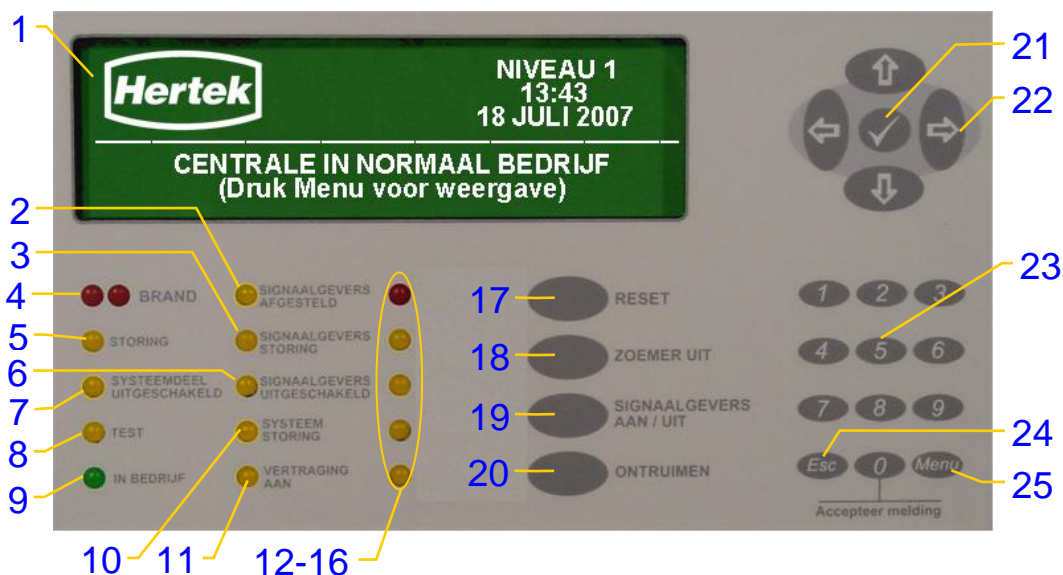 1
Hertek
NIVEAU 1
13:43
18 JULI 2007
CENTRALE IN NORMAAL BEDRIJF
(Druk Menu voor weergave)
21
22
2
3
4
5
6
7
8
9
10
11
12-16
BRAND
STORING
SYSTEEMDEEL
UITGESCHAKELD
TEST
IN BEDRIJF
SIGNAALGEVERS
AFGESTELD
SIGNAALGEVERS
STORING
SIGNAALGEVERS
UITGESCHAKELD
SYSTEEM
STORING
VERTRAGING
AAN
17
RESET
18
ZOEMER UIT
19
SIGNAALGEVERS
AAN / UIT
20
ONTRUIMEN
23
1 2 3
4 5 6
7 8 9
24
Esc 0 Menu
25
Accepteer melding